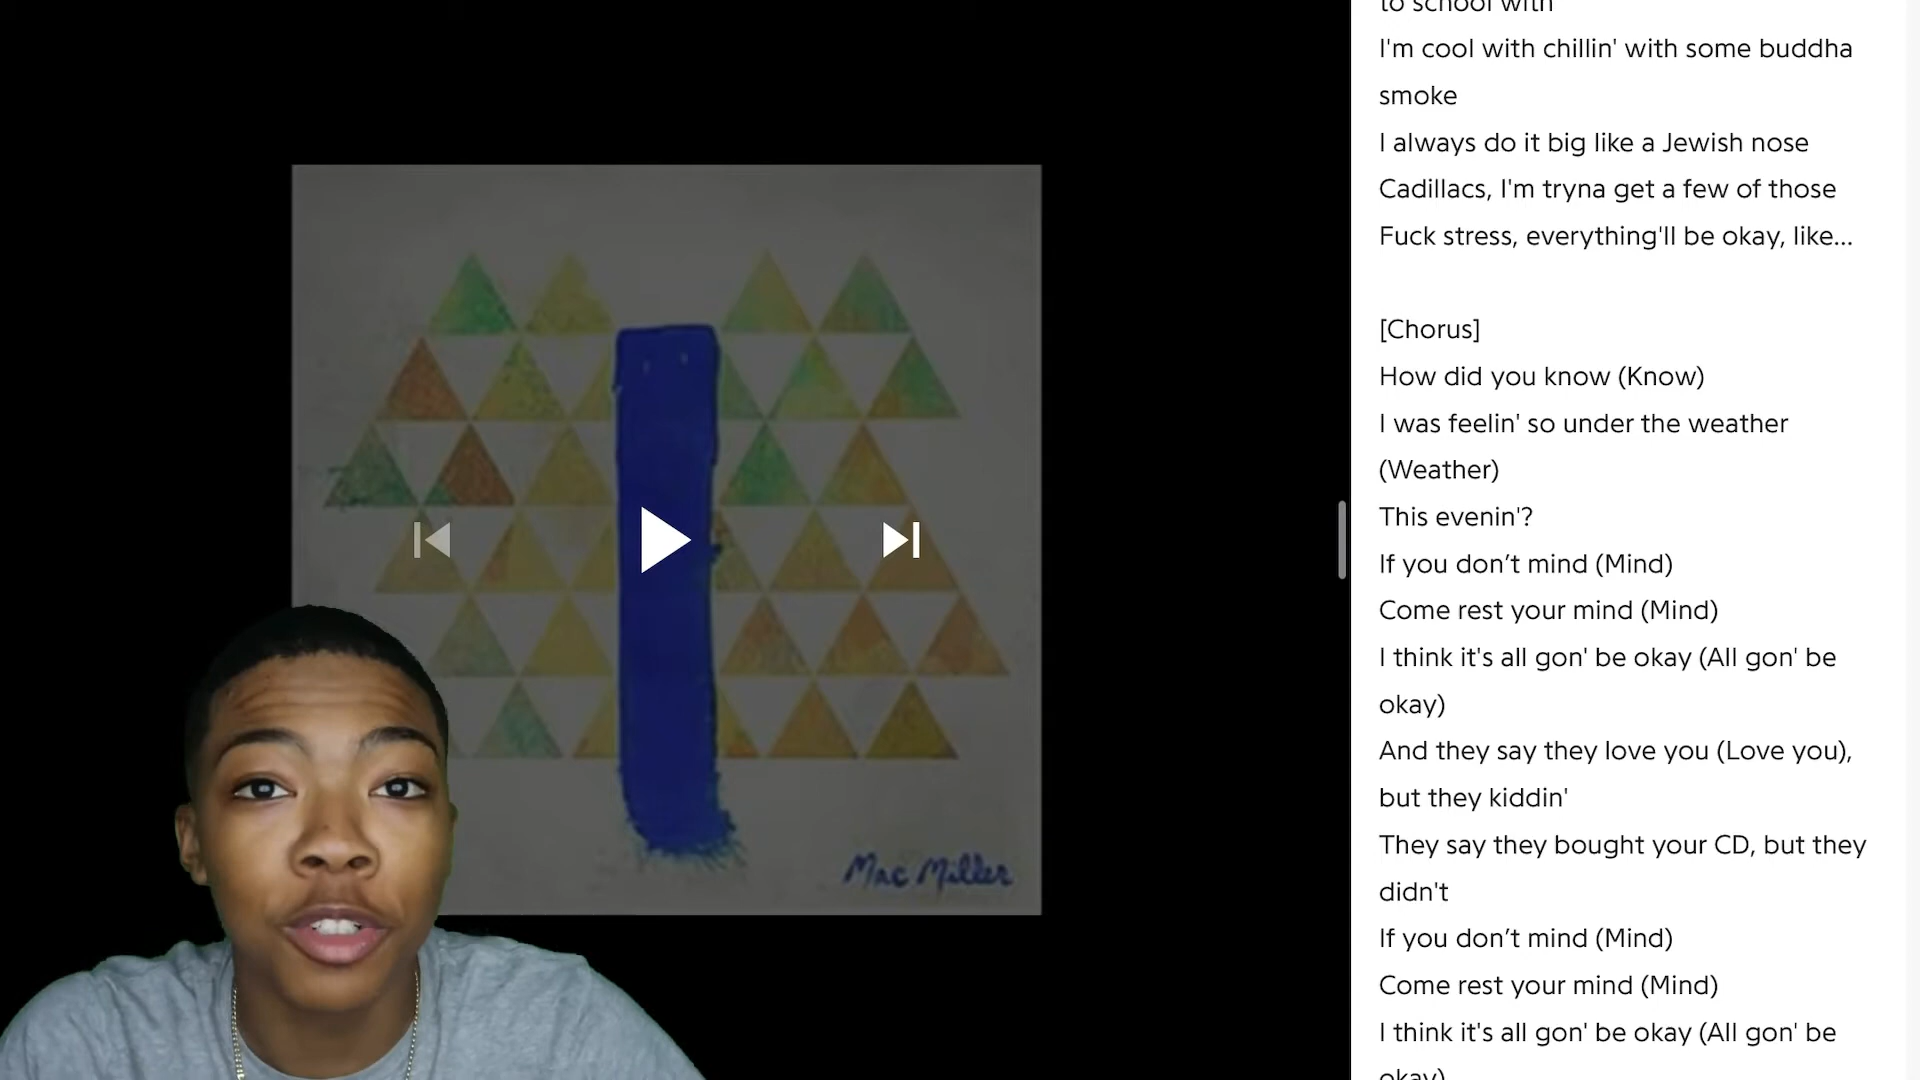 to school with
I'm cool with chillin' with some buddha
smoke
I always do it big like a Jewish nose
Cadillacs, I'm tryna get a few of those
Fuck stress, everything'll be okay, like...
[Chorus]
How did you know (Know)
I was feelin' so under the weather
(Weather)
This evenin'?
If you don’t mind (Mind)
Come rest your mind (Mind)
I think it's all gon' be okay (All gon' be
okay)
And they say they love you (Love you),
but they kiddin'
They say they bought your CD, but they
didn't
If you don’t mind (Mind)
Come rest your mind (Mind)
I think it's all gon' be okay (All gon' be
okay)
Mac Miller